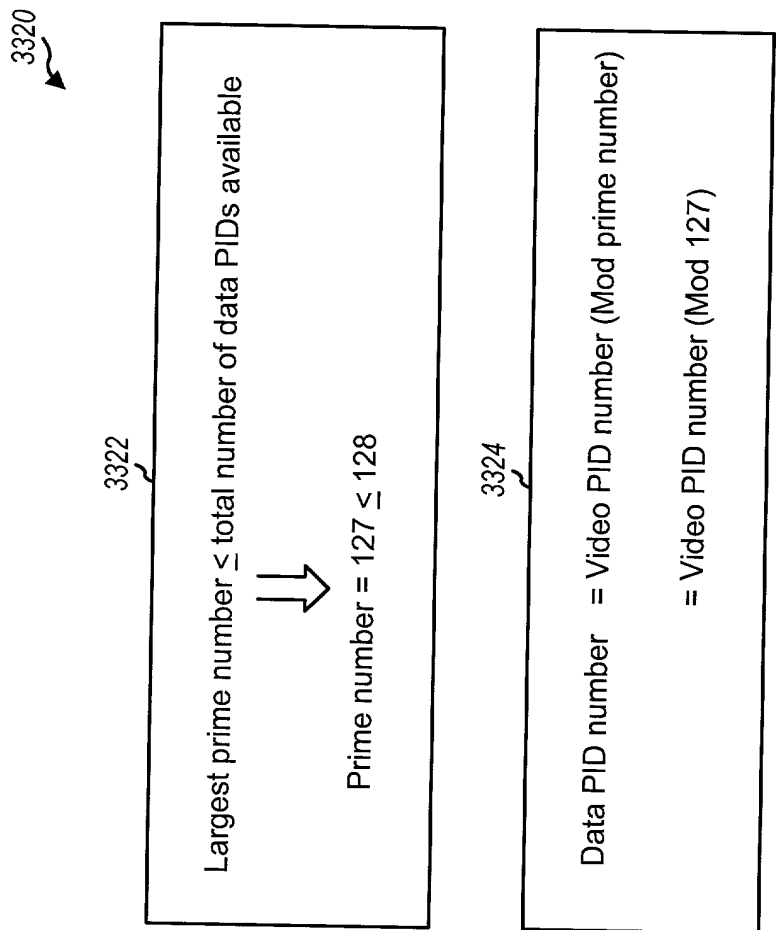 3320
3322
Largest prime number ≤ total number of data PIDs available
Prime number = 127 ≤ 128
3324
Data PID number = Video PID number (Mod prime number)
= Video PID number (Mod 127)